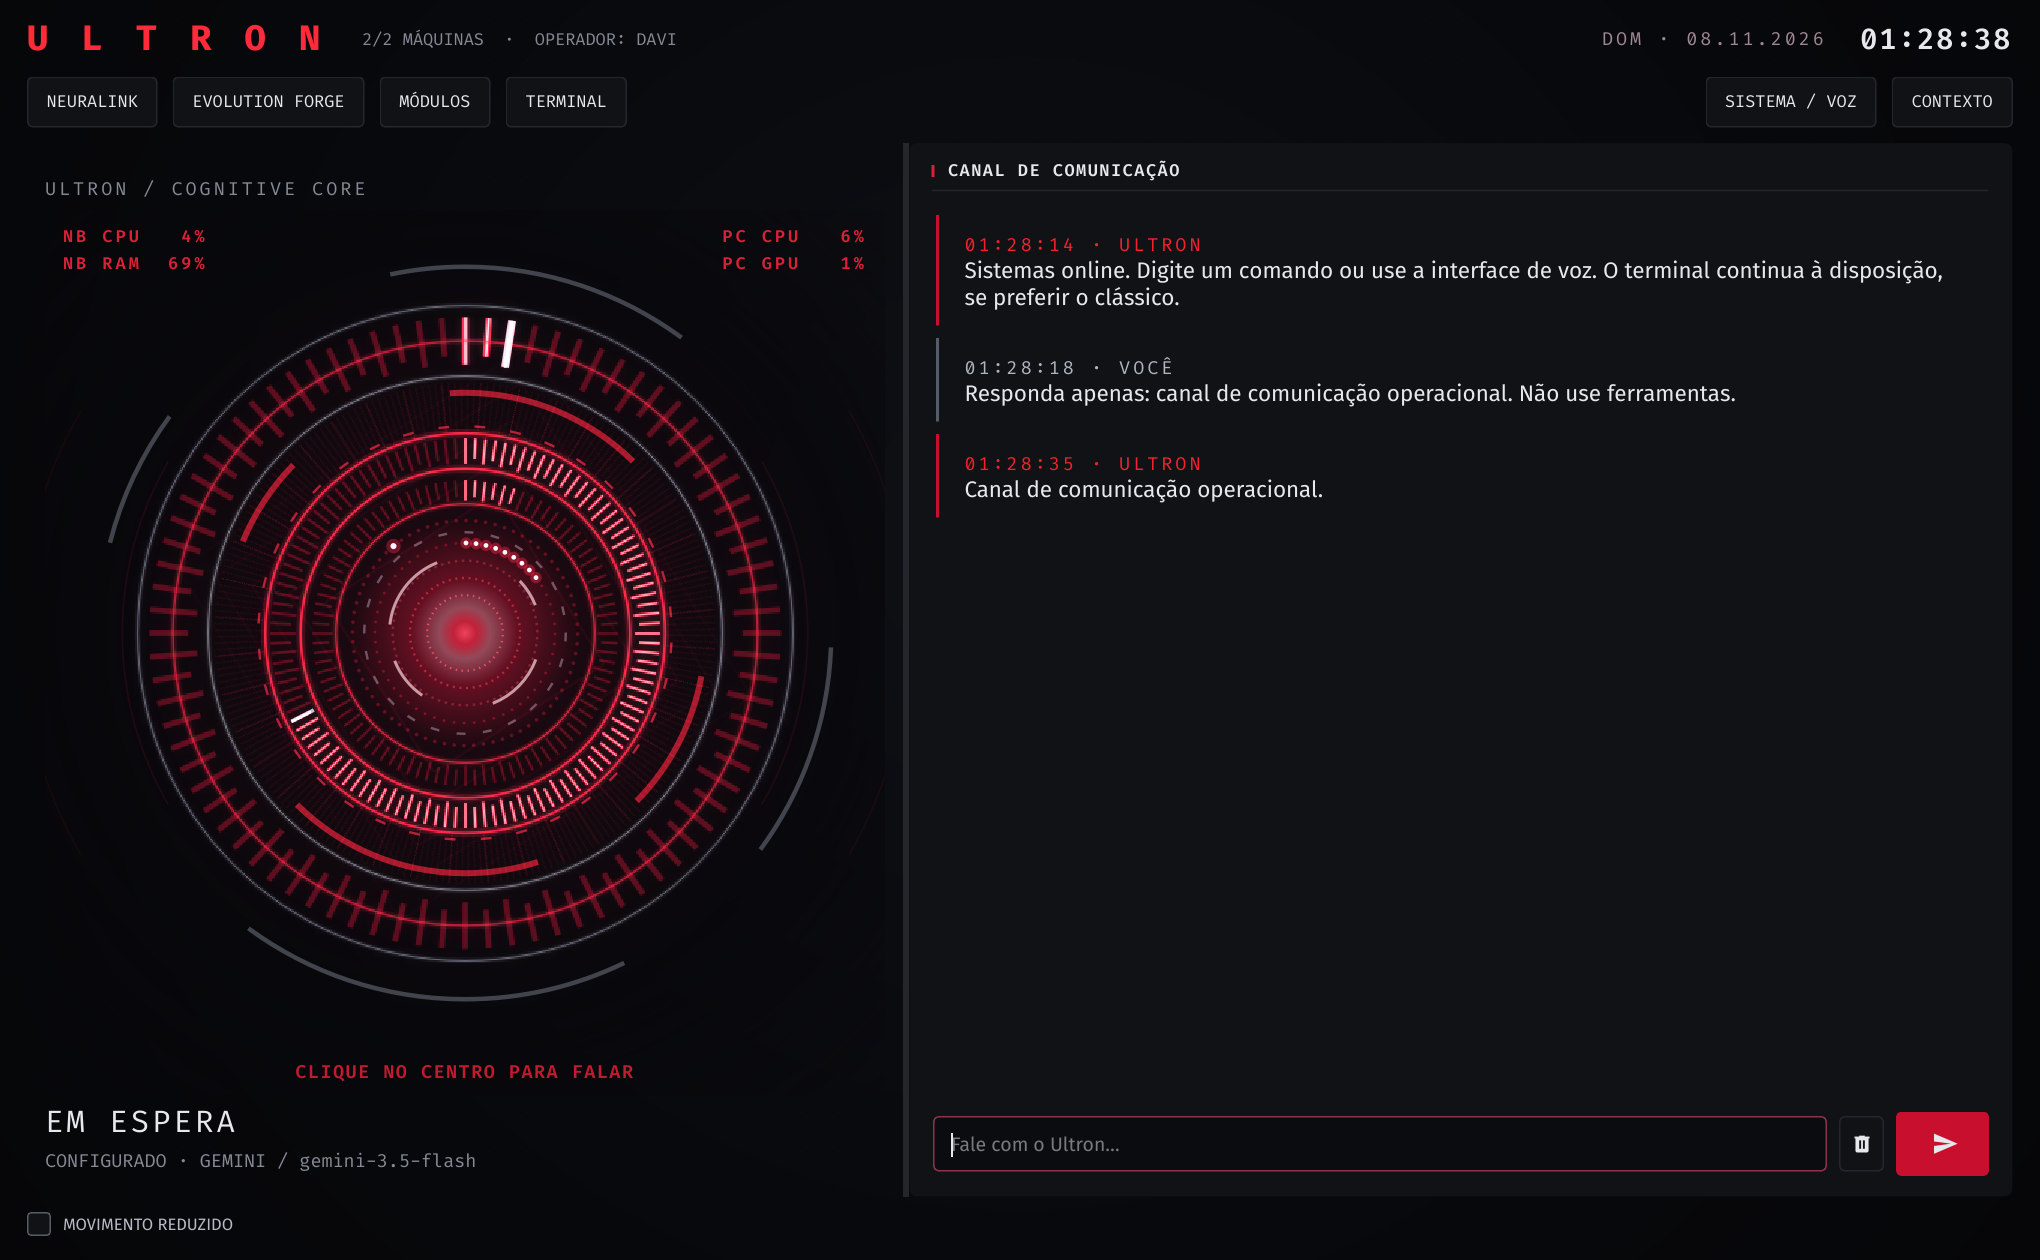 ULTRON
2/2 MÁQUINAS · OPERADOR: DAVI
DOM · 08.11.2026
01:28:38
NEURALINK
EVOLUTION FORGE
MÓDULOS
TERMINAL
SISTEMA / VOZ
CONTEXTO
ULTRON / COGNITIVE CORE
NB CPU 4%
NB RAM 69%
PC CPU 6%
PC GPU 1%
CLIQUE NO CENTRO PARA FALAR
EM ESPERA
CONFIGURADO · GEMINI / gemini-3.5-flash
MOVIMENTO REDUZIDO
CANAL DE COMUNICAÇÃO
01:28:14 · ULTRON
Sistemas online. Digite um comando ou use a interface de voz. O terminal continua à disposição,
se preferir o clássico.
01:28:18 · VOCÊ
Responda apenas: canal de comunicação operacional. Não use ferramentas.
01:28:35 · ULTRON
Canal de comunicação operacional.
Fale com o Ultron...